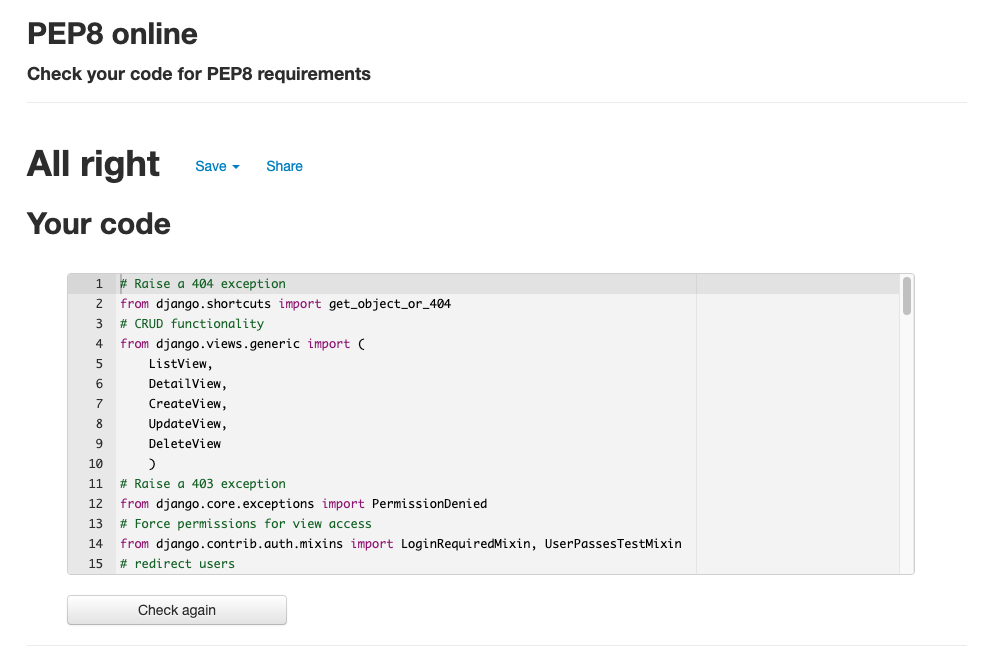 PEP8 online
Check your code for PEP8 requirements
All right Save Share
Your code
1 # Raise a 404 exception
2 from django.shortcuts import get_object_or_404
3 # CRUD functionality
4 from django.views.generic import (
5 ListView,
6 DetailView,
7 CreateView,
8 UpdateView,
9 DeleteView
10 )
11 # Raise a 403 exception
12 from django.core.exceptions import PermissionDenied
13 # Force permissions for view access
14 from django.contrib.auth.mixins import LoginRequiredMixin, UserPassesTestMixin
15 # redirect users
Check again